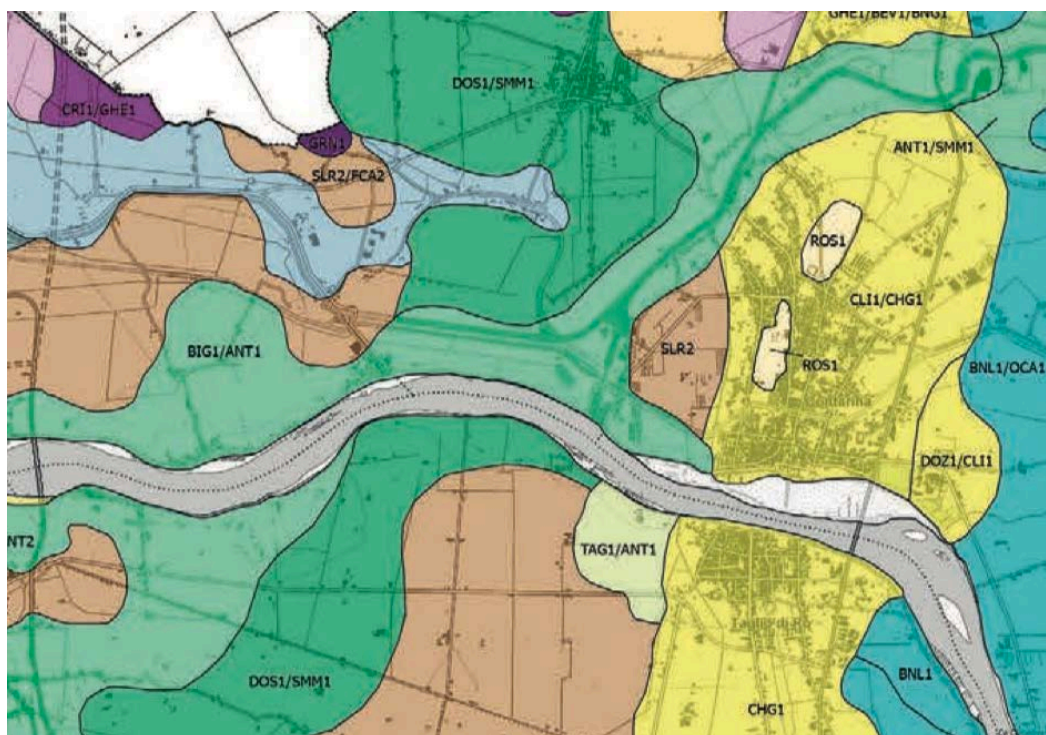 GHE1/BEV1/BNG1
DOS1/SMM1
CRI1/GHE1
GRN1
ANT1/SMM1
SLR2/FCA2
ROS1
CLI1/CHG1
BIG1/ANT1
SLR2
ROS1
BNL1/OCA1
DOZ1/CLI1
NT2
TAG1/ANT1
DOS1/SMM1
BNL1
CHG1